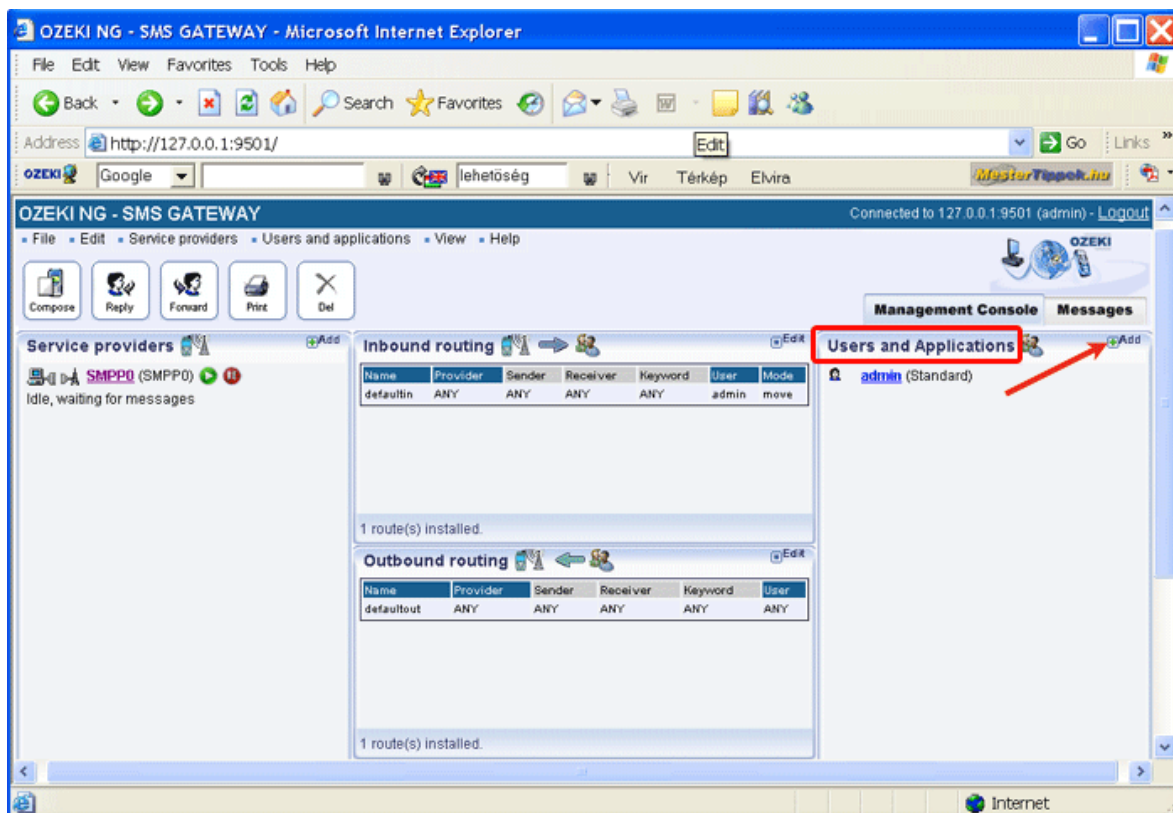 OZEKI NG - SMS GATEWAY - Microsoft Internet Explorer
File Edit View Favorites Tools Help
Back Search Favorites
Address http://127.0.0.1:9501/ Edit Go Links »
OZEKI Google lehetöség Vir Térkép Elvira MesterTippek.hu
OZEKI NG - SMS GATEWAY Connected to 127.0.0.1:9501 (admin) - Logout
File Edit Service providers Users and applications View Help
OZEKI
Compose Reply Forward Print Del
Management Console Messages
Service providers Add
SMPP0 (SMPP0)
Idle, waiting for messages
Inbound routing Edit
Name Provider Sender Receiver Keyword User Mode
defaultin ANY ANY ANY ANY admin move
1 route(s) installed.
Outbound routing Edit
Name Provider Sender Receiver Keyword User
defaultout ANY ANY ANY ANY ANY
1 route(s) installed.
Users and Applications Add
admin (Standard)
Internet